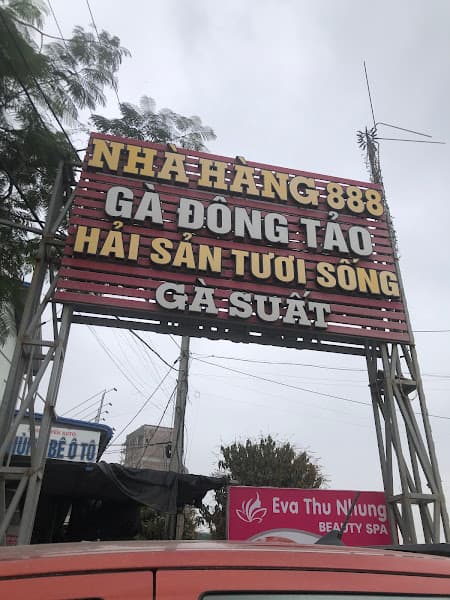 NHÀ HÀNG 888
GÀ ĐÔNG TẢO
HẢI SẢN TƯƠI SỐNG
GÀ SUẤT
BÊ Ô TÔ
Eva Thu Nhung
BEAUTY SPA